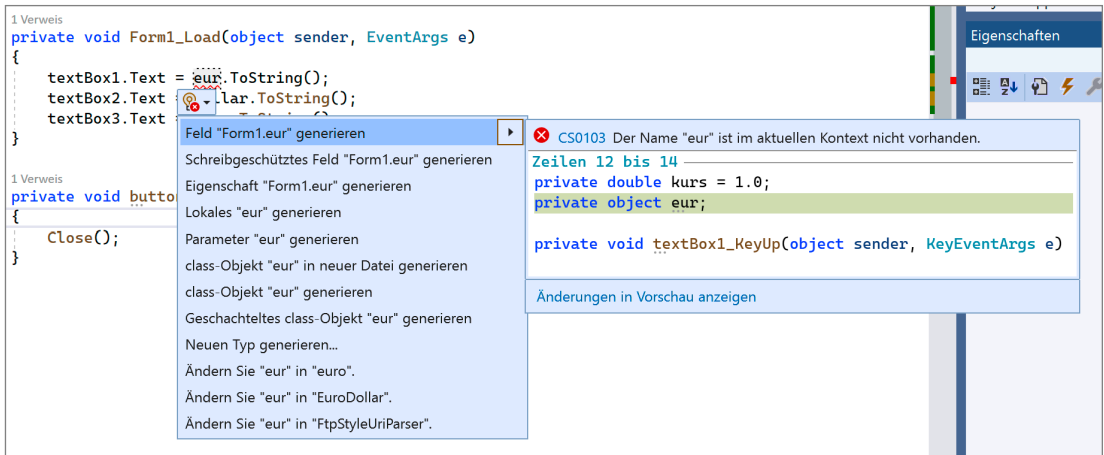 1 Verweis
private void Form1_Load(object sender, EventArgs e)
{
textBox1.Text = eur.ToString();
textBox2.Text = llar.ToString();
textBox3.Text =
}
1 Verweis
private void button
{
Close();
}
Feld "Form1.eur" generieren
Schreibgeschütztes Feld "Form1.eur" generieren
Eigenschaft "Form1.eur" generieren
Lokales "eur" generieren
Parameter "eur" generieren
class-Objekt "eur" in neuer Datei generieren
class-Objekt "eur" generieren
Geschachteltes class-Objekt "eur" generieren
Neuen Typ generieren...
Ändern Sie "eur" in "euro".
Ändern Sie "eur" in "EuroDollar".
Ändern Sie "eur" in "FtpStyleUriParser".
CS0103 Der Name "eur" ist im aktuellen Kontext nicht vorhanden.
Zeilen 12 bis 14
private double kurs = 1.0;
private object eur;
private void textBox1_KeyUp(object sender, KeyEventArgs e)
Änderungen in Vorschau anzeigen
Eigenschaften